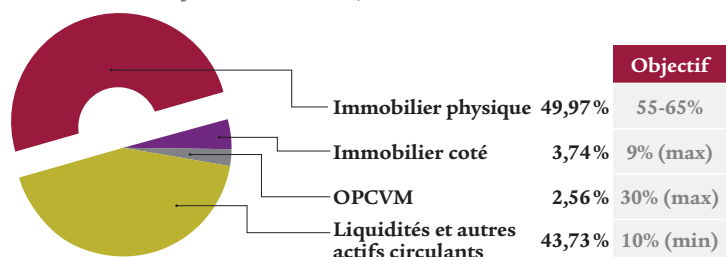 Objectif
Immobilier physique 49,97% 55-65%
Immobilier coté 3,74% 9% (max)
OPCVM 2,56% 30% (max)
Liquidités et autres
actifs circulants 43,73% 10% (min)